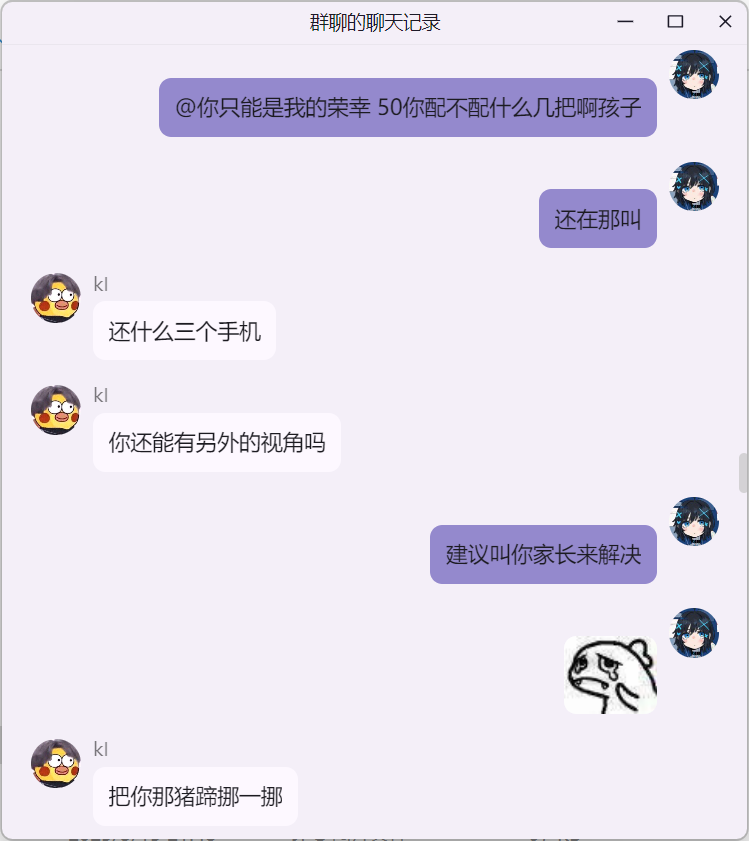 群聊的聊天记录
@你只能是我的荣幸 50你配不配什么几把啊孩子
还在那叫
kl
还什么三个手机
kl
你还能有另外的视角吗
建议叫你家长来解决
kl
把你那猪蹄挪一挪